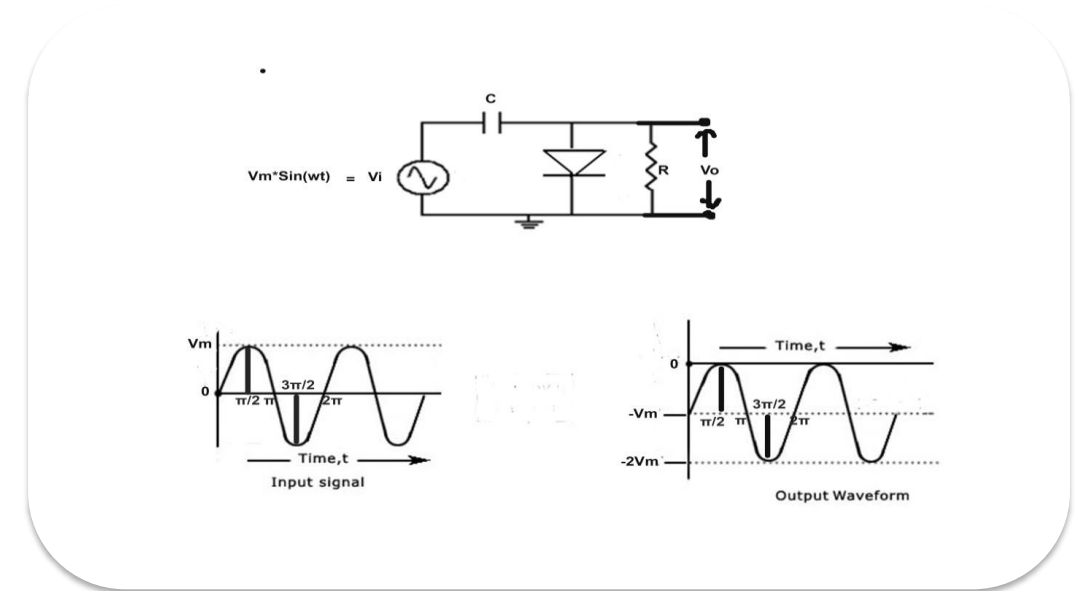 C
Vm*Sin(wt) = Vi
R
Vo
Vm
0
π/2 π
3π/2
2π
Time,t
Input signal
Time,t
0
-Vm
π/2 π
3π/2
2π
-2Vm
Output Waveform